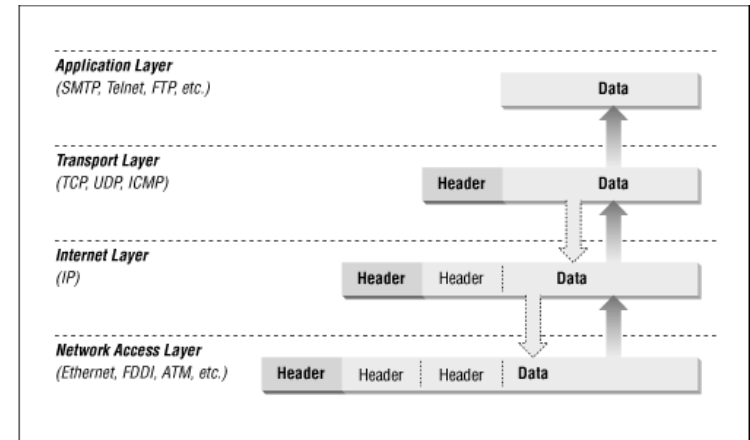 Application Layer
(SMTP, Telnet, FTP, etc.)
Data
Transport Layer
(TCP, UDP, ICMP)
Header Data
Internet Layer
(IP)
Header Header Data
Network Access Layer
(Ethernet, FDDI, ATM, etc.)
Header Header Header Data